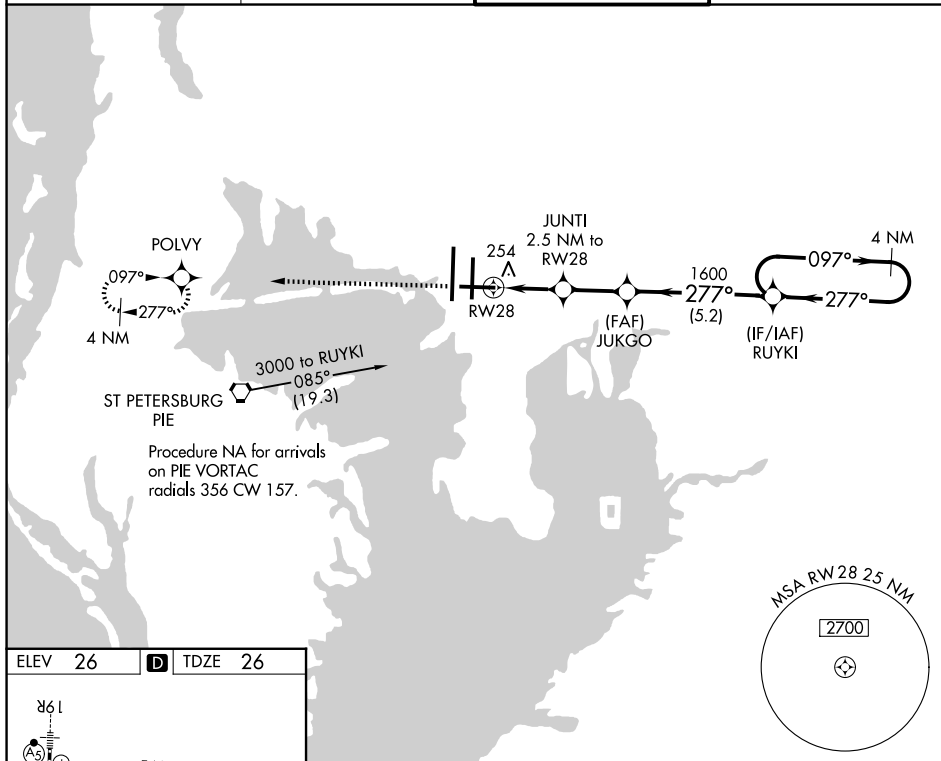 JUNTI
2.5 NM to
RW28
254
4 NM
097°
POLVY
097°
277°
4 NM
RW28
1600
277°
(5.2)
277°
(FAF)
JUKGO
(IF/IAF)
RUYKI
3000 to RUYKI
085°
(19.3)
ST PETERSBURG
PIE
Procedure NA for arrivals
on PIE VORTAC
radials 356 CW 157.
MSA RW28 25 NM
2700
ELEV 26 D TDZE 26
19R
A5